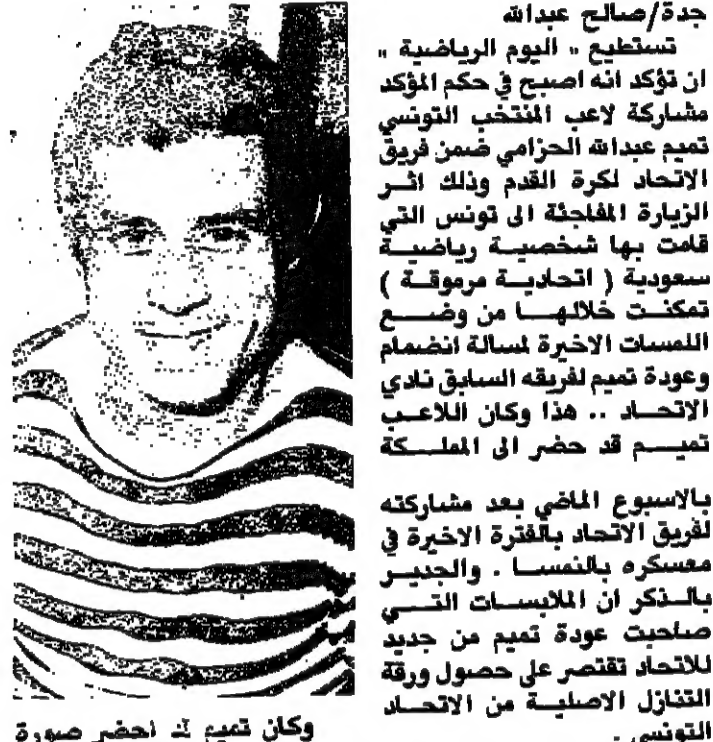 جدة/صالح عبدالله
تستطيع « اليوم الرياضية »
ان تؤكد انه اصبح في حكم المؤكد
مشاركة لاعب المنتخب التونسي
تميم عبدالله الحزامي ضمن فريق
الاتحاد لكرة القدم وذلك اثر
الزيارة المفاجئة الى تونس التي
قامت بها شخصية رياضية
سعودية ( اتحادية مرموقة )
تمكنت خلالها من وضع
اللمسات الاخيرة لمسالة انضمام
وعودة تميم لفريقه السابق نادي
الاتحاد .. هذا وكان اللاعب
تميم قد حضر الى المملكة
بالاسبوع الماضي بعد مشاركته
لفريق الاتحاد بالفترة الاخيرة في
معسكره بالنمسا . والجدير
بالذكر ان الملابسات التي
صاحبت عودة تميم من جديد
للاتحاد تقتصر على حصول ورقة
التنازل الاصلية من الاتحاد
التونسي .
وكان تميم قد احضر صورة